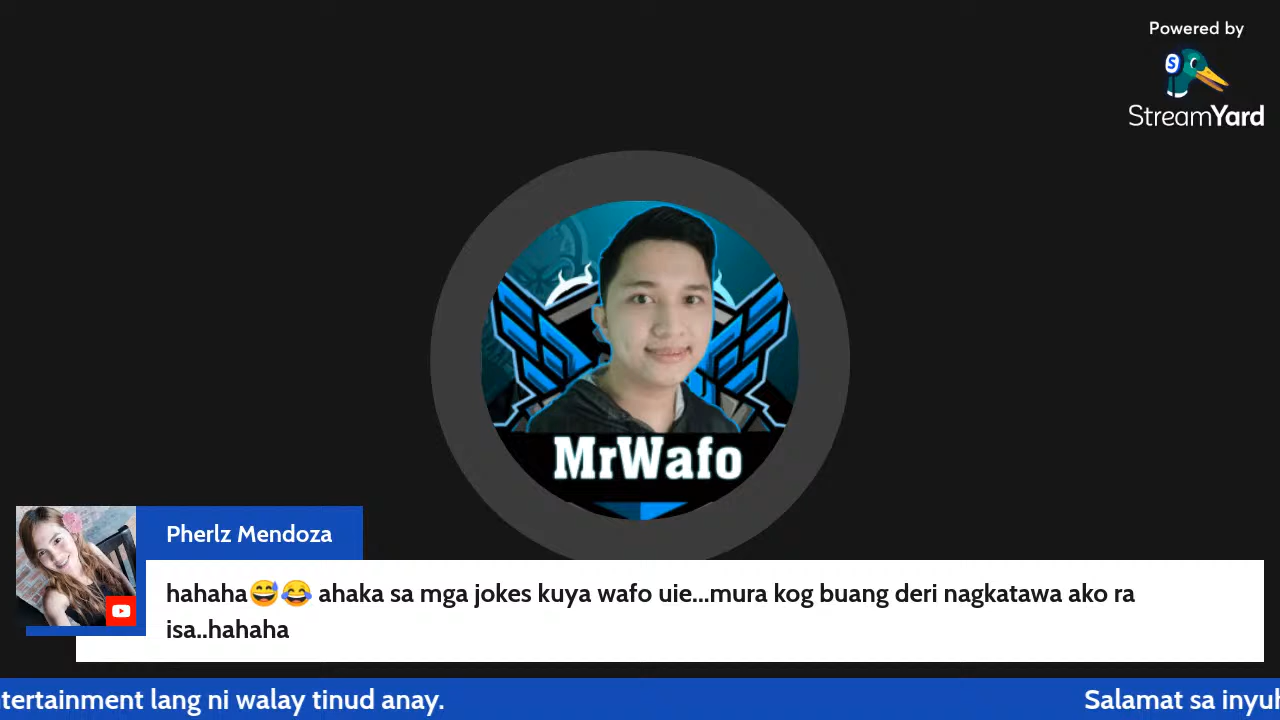 Powered by
StreamYard
MrWafo
Pherlz Mendoza
hahaha😅😂 ahaka sa mga jokes kuya wafo uie...mura kog buang deri nagkatawa ako ra
isa..hahaha
ntertainment lang ni walay tinud anay.
Salamat sa inyuh